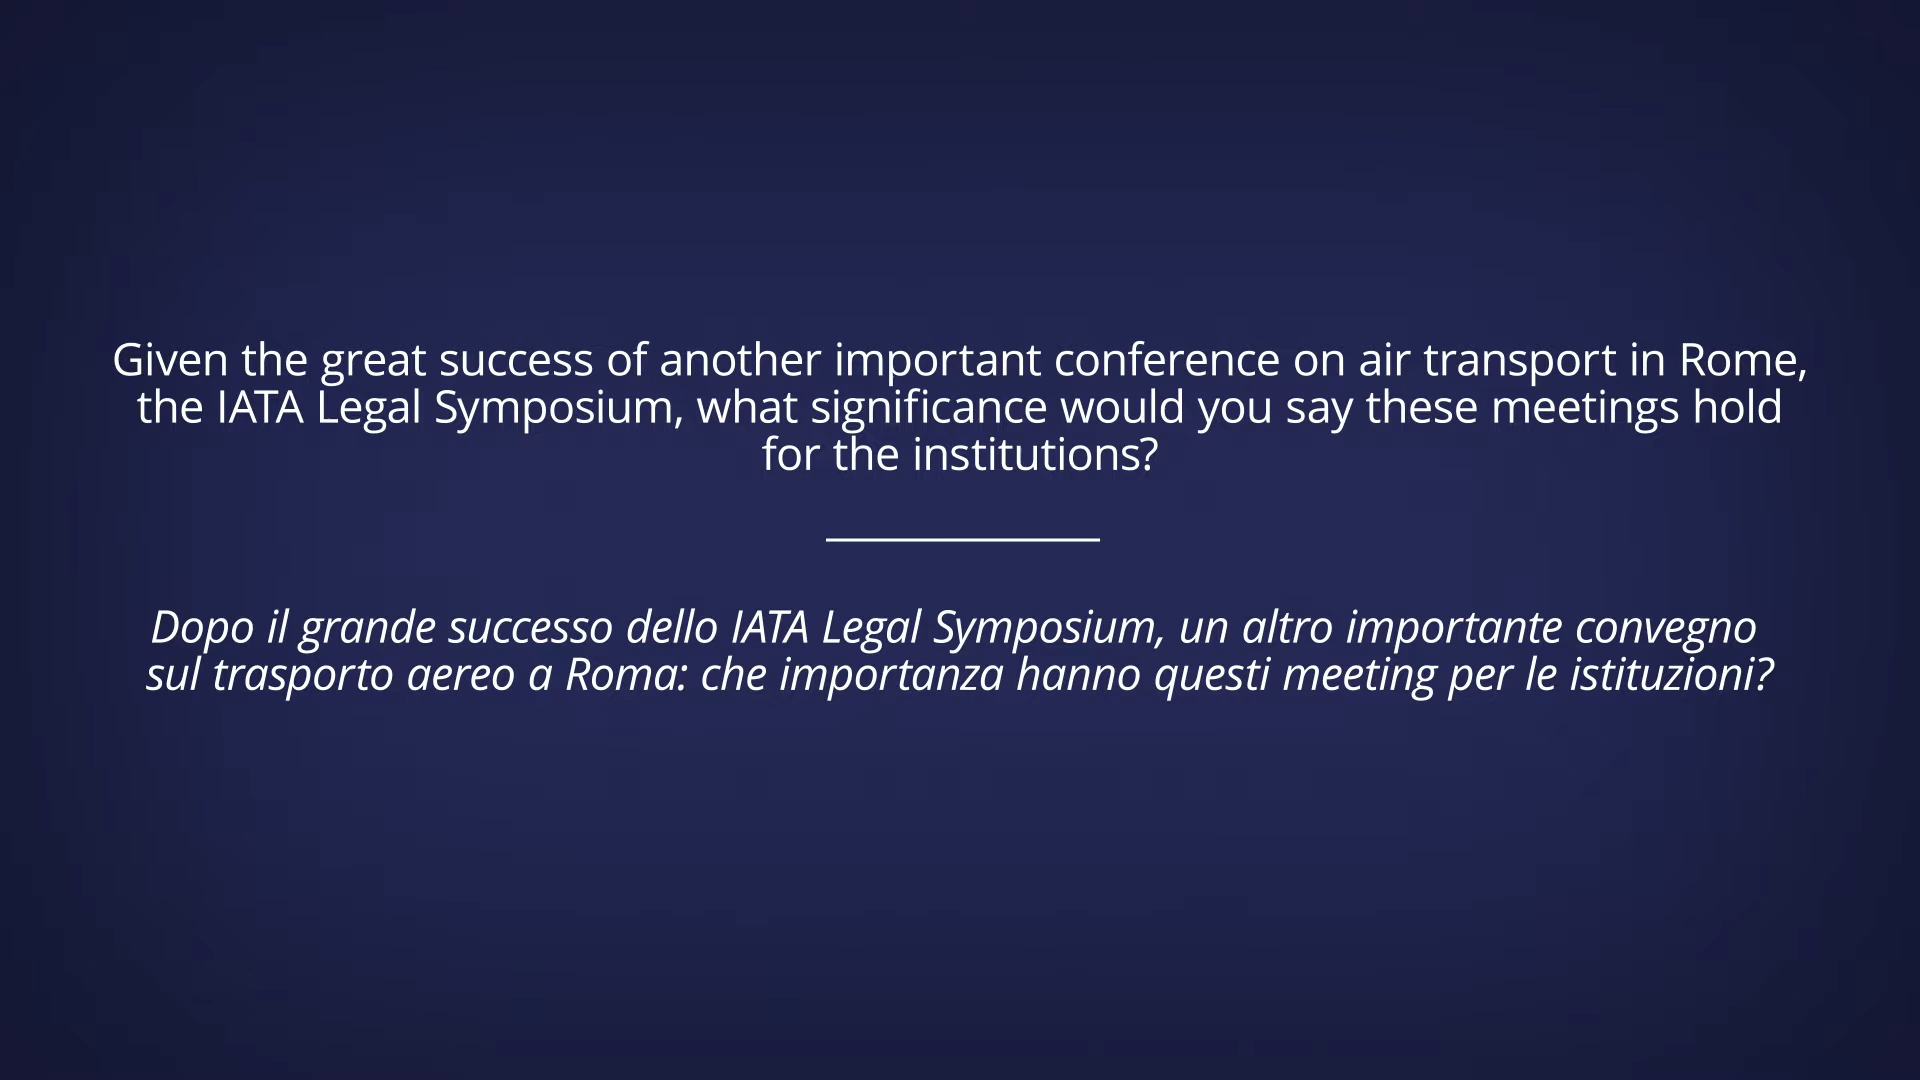 Given the great success of another important conference on air transport in Rome,
the IATA Legal Symposium, what significance would you say these meetings hold
for the institutions?
Dopo il grande successo dello IATA Legal Symposium, un altro importante convegno
sul trasporto aereo a Roma: che importanza hanno questi meeting per le istituzioni?